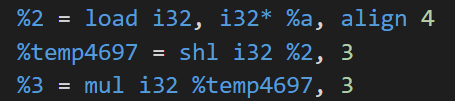 %2 = load i32, i32* %a, align 4
%temp4697 = shl i32 %2, 3
%3 = mul i32 %temp4697, 3